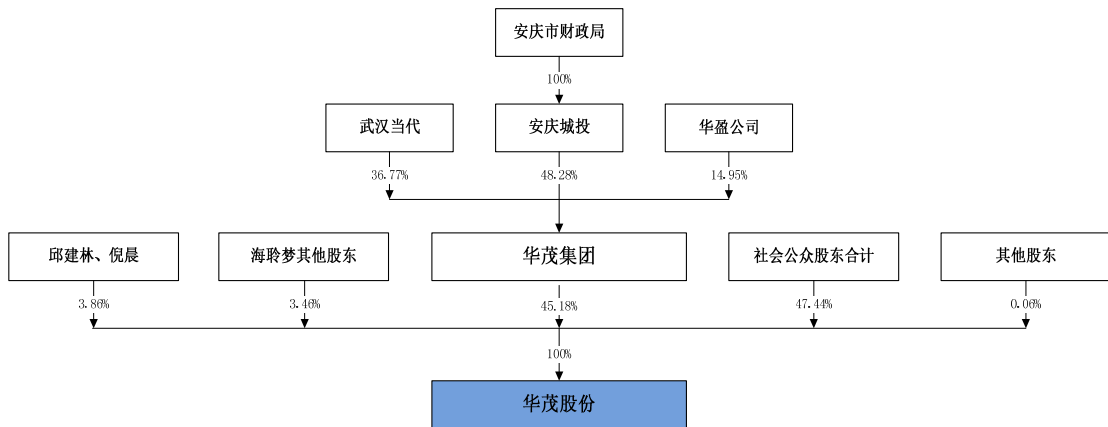 安庆市财政局
100%
武汉当代
安庆城投
华盈公司
36.77%
48.28%
14.95%
邱建林、倪晨
海聆梦其他股东
华茂集团
社会公众股东合计
其他股东
3.86%
3.46%
45.18%
47.44%
0.06%
100%
华茂股份